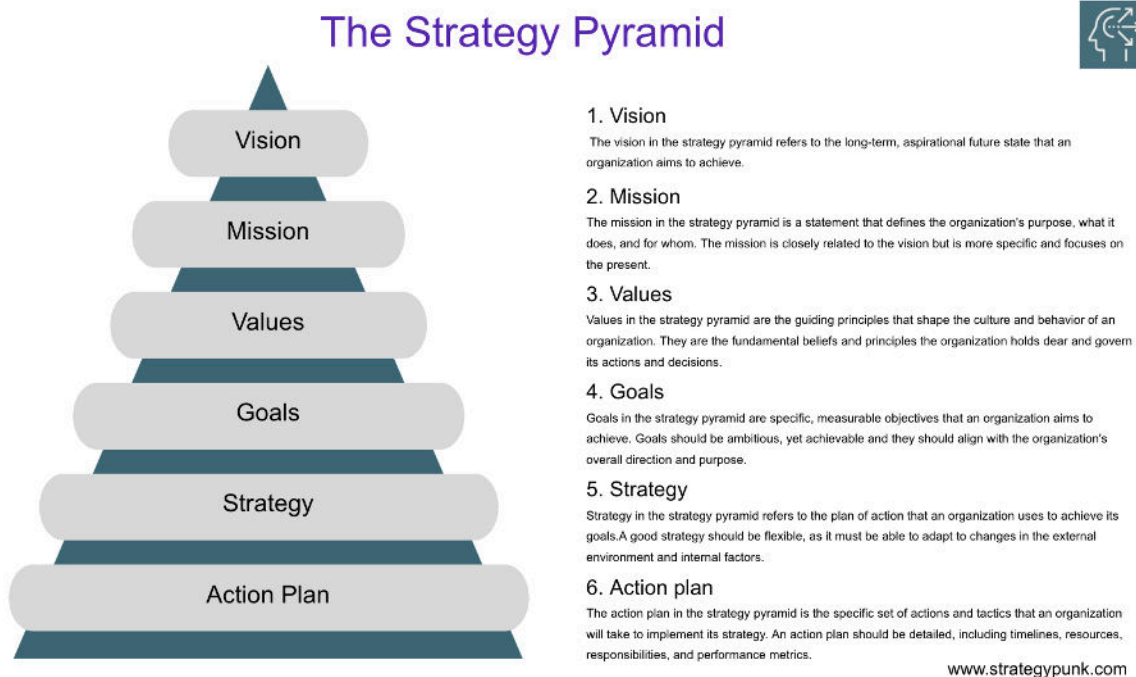 The Strategy Pyramid
Vision
Mission
Values
Goals
Strategy
Action Plan
1. Vision
The vision in the strategy pyramid refers to the long-term, aspirational future state that an
organization aims to achieve.
2. Mission
The mission in the strategy pyramid is a statement that defines the organization's purpose, what it
does, and for whom. The mission is closely related to the vision but is more specific and focuses on
the present.
3. Values
Values in the strategy pyramid are the guiding principles that shape the culture and behavior of an
organization. They are the fundamental beliefs and principles the organization holds dear and govern
its actions and decisions.
4. Goals
Goals in the strategy pyramid are specific, measurable objectives that an organization aims to
achieve. Goals should be ambitious, yet achievable and they should align with the organization's
overall direction and purpose.
5. Strategy
Strategy in the strategy pyramid refers to the plan of action that an organization uses to achieve its
goals.A good strategy should be flexible, as it must be able to adapt to changes in the external
environment and internal factors.
6. Action plan
The action plan in the strategy pyramid is the specific set of actions and tactics that an organization
will take to implement its strategy. An action plan should be detailed, including timelines, resources,
responsibilities, and performance metrics.
www.strategypunk.com